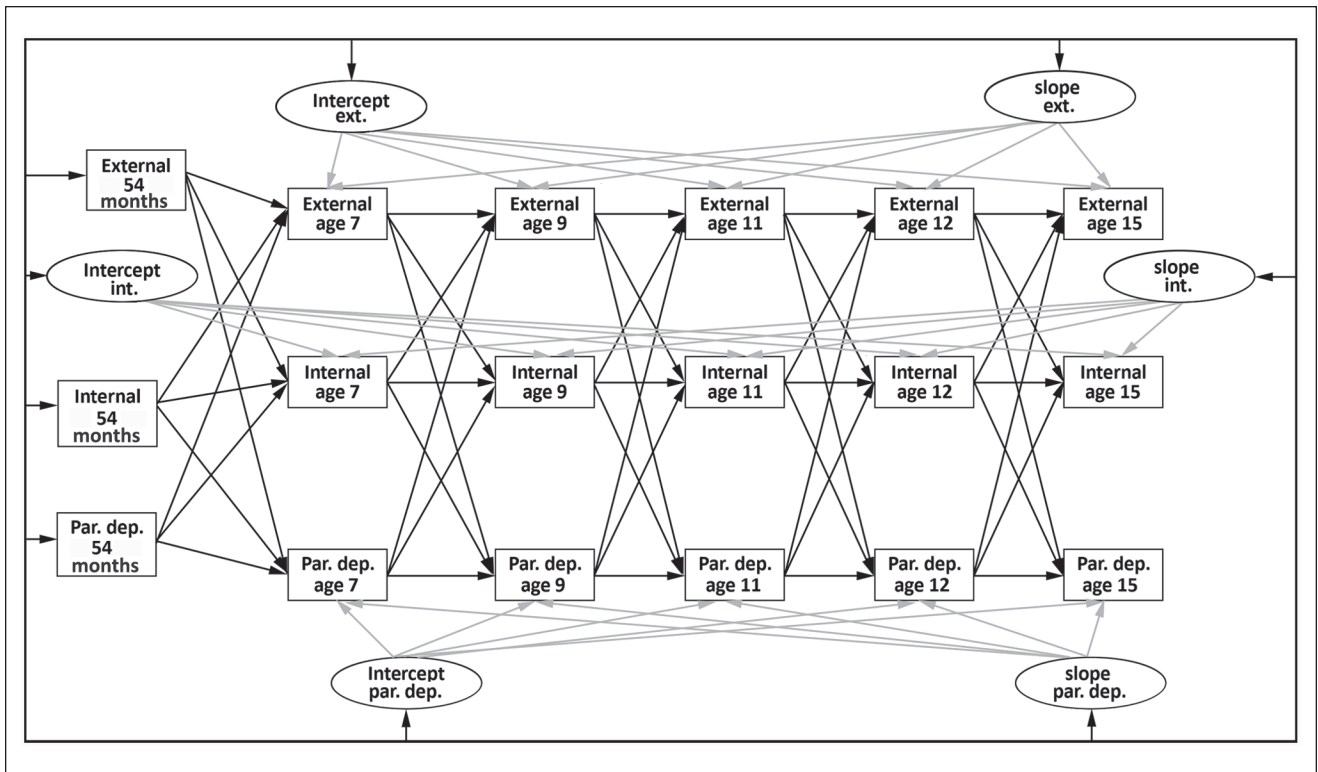 Intercept
ext.
slope
ext.
External
54
months
External
age 7
External
age 9
External
age 11
External
age 12
External
age 15
Intercept
int.
slope
int.
Internal
age 7
Internal
age 9
Internal
age 11
Internal
age 12
Internal
age 15
Internal
54
months
Par. dep.
54
months
Par. dep.
age 7
Par. dep.
age 9
Par. dep.
age 11
Par. dep.
age 12
Par. dep.
age 15
Intercept
par. dep.
slope
par. dep.